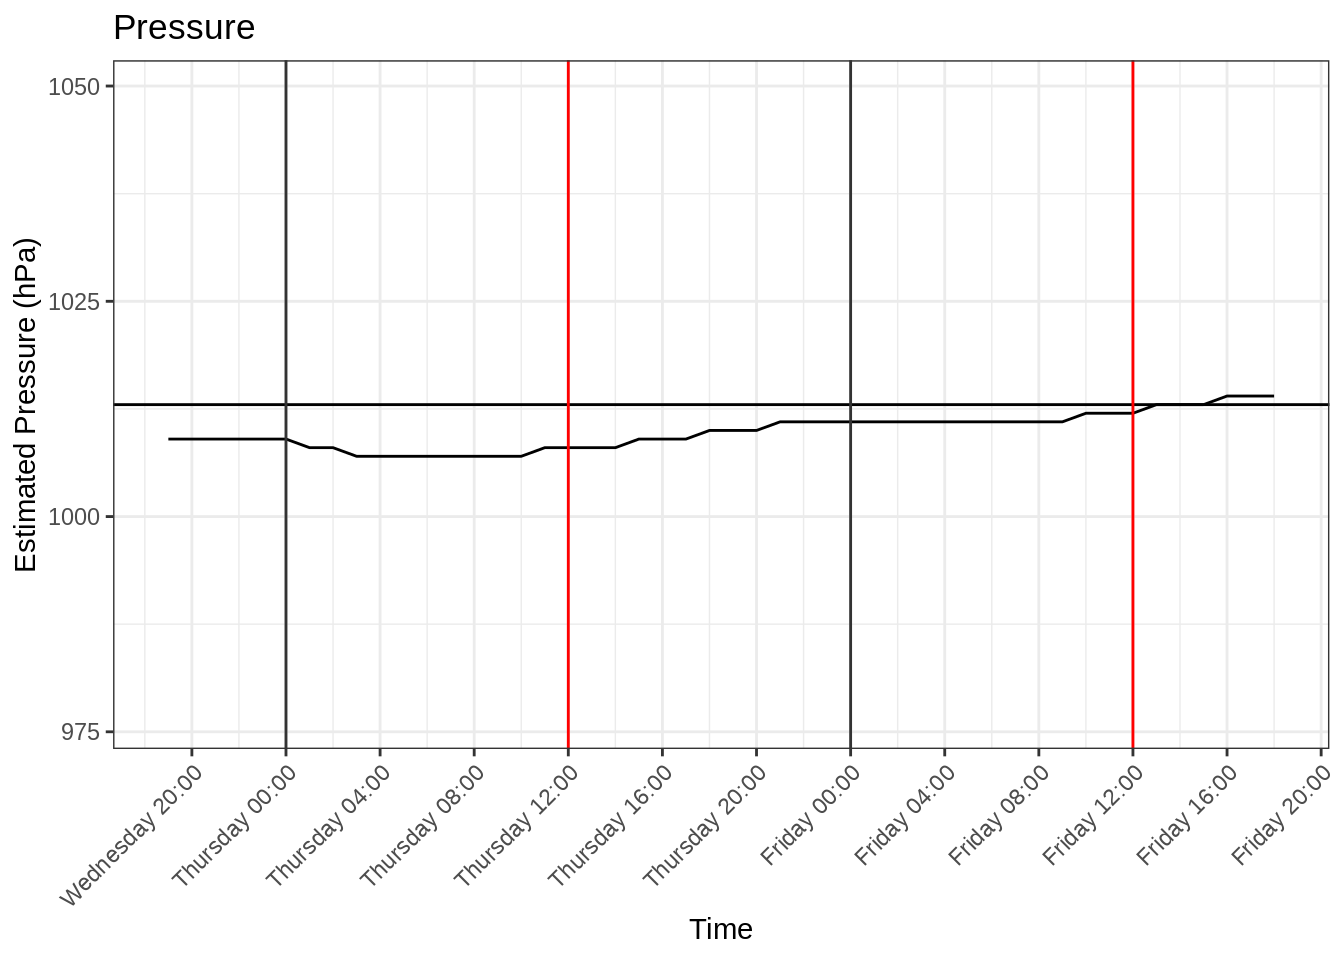 Pressure
Estimated Pressure (hPa)
1050
1025
1000
975
Wednesday 20:00
Thursday 00:00
Thursday 04:00
Thursday 08:00
Thursday 12:00
Thursday 16:00
Thursday 20:00
Friday 00:00
Friday 04:00
Friday 08:00
Friday 12:00
Friday 16:00
Friday 20:00
Time